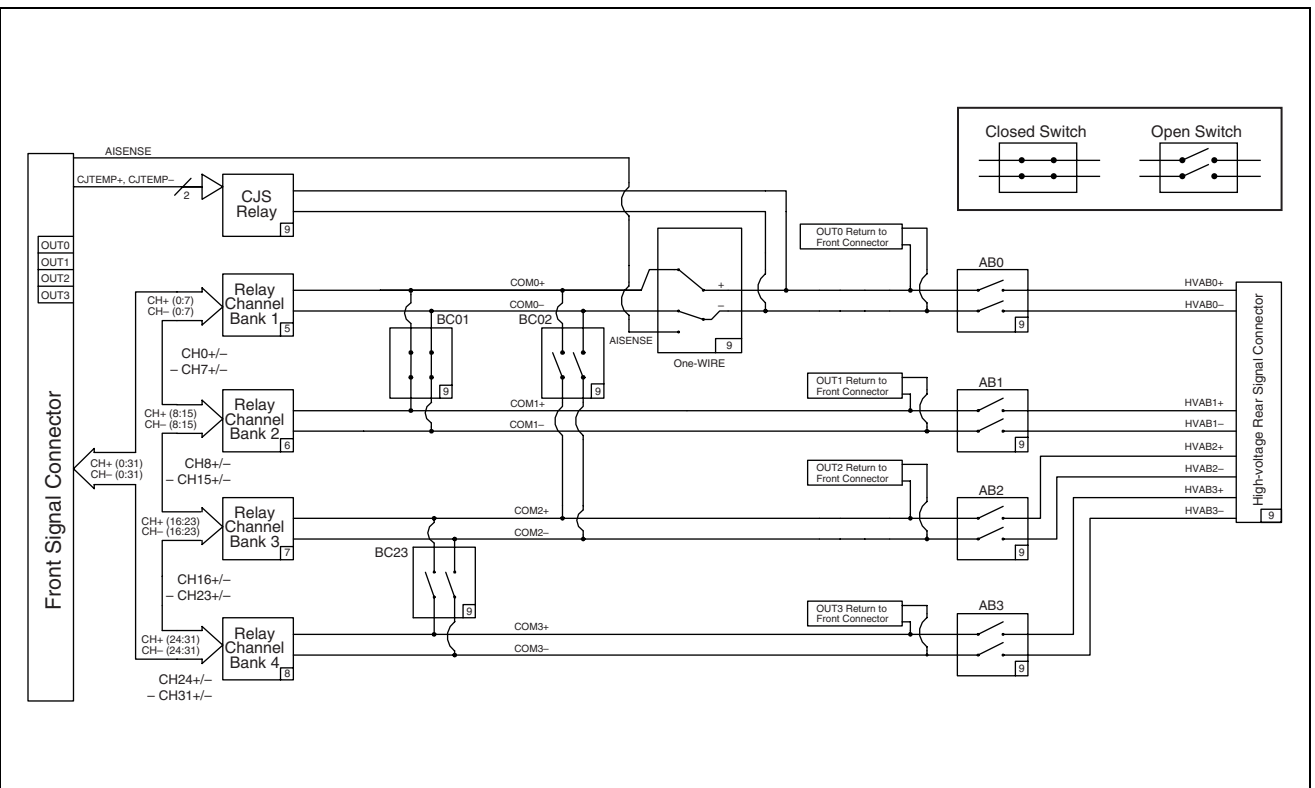 Closed Switch
Open Switch
AISENSE
CJTEMP+, CJTEMP–
2
CJS
Relay
9
OUT0
OUT1
OUT2
OUT3
Front Signal Connector
CH+ (0:31)
CH– (0:31)
CH+ (0:7)
CH– (0:7)
Relay
Channel
Bank 1
5
CH0+/–
– CH7+/–
CH+ (8:15)
CH– (8:15)
Relay
Channel
Bank 2
6
CH8+/–
– CH15+/–
CH+ (16:23)
CH– (16:23)
Relay
Channel
Bank 3
7
CH16+/–
– CH23+/–
CH+ (24:31)
CH– (24:31)
Relay
Channel
Bank 4
8
CH24+/–
– CH31+/–
COM0+
COM0–
BC01
9
BC02
9
AISENSE
+
–
9
One-WIRE
COM1+
COM1–
COM2+
COM2–
BC23
9
COM3+
COM3–
OUT0 Return to
Front Connector
AB0
9
OUT1 Return to
Front Connector
AB1
9
OUT2 Return to
Front Connector
AB2
9
OUT3 Return to
Front Connector
AB3
9
HVAB0+
HVAB0–
HVAB1+
HVAB1–
HVAB2+
HVAB2–
HVAB3+
HVAB3–
High-voltage Rear Signal Connector
9